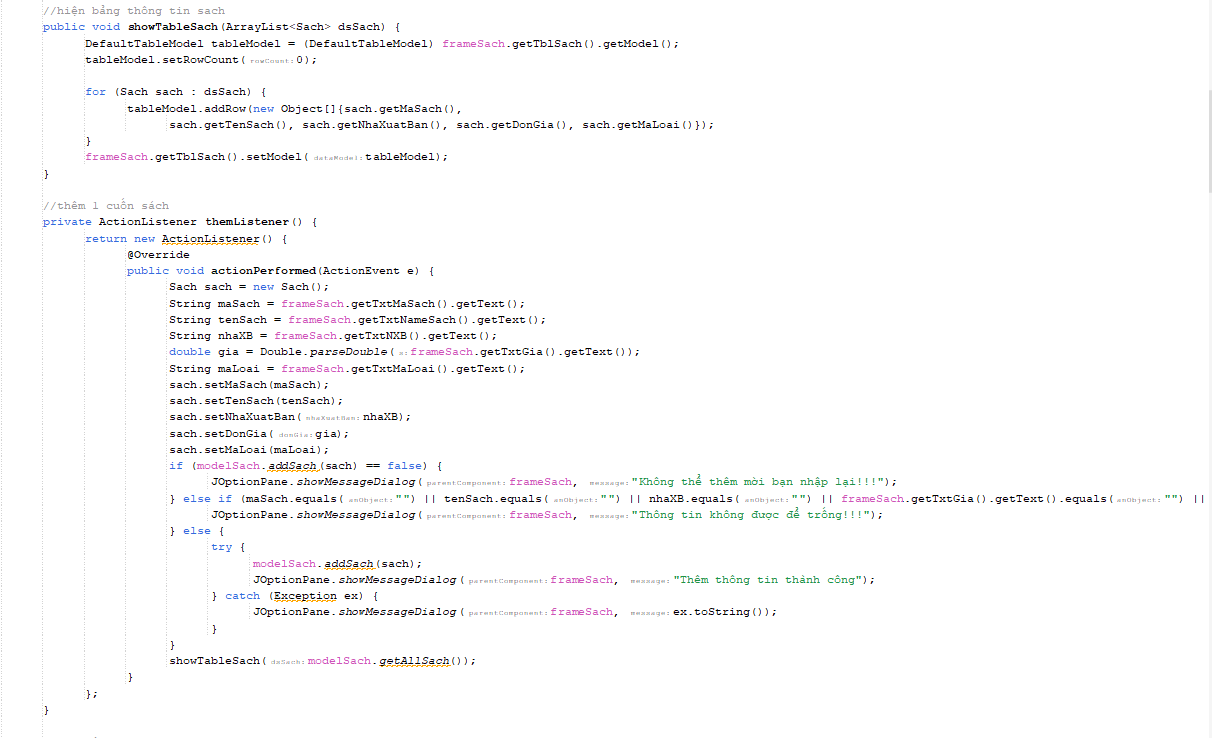 //hiện bảng thông tin sach
public void showTableSach(ArrayList<Sach> dsSach) {
DefaultTableModel tableModel = (DefaultTableModel) frameSach.getTblSach().getModel();
tableModel.setRowCount( rowCount: 0);
for (Sach sach : dsSach) {
tableModel.addRow(new Object[]{sach.getMaSach(),
sach.getTenSach(), sach.getNhaXuatBan(), sach.getDonGia(), sach.getMaLoai()});
}
frameSach.getTblSach().setModel( dataModel: tableModel);
}
//thêm 1 cuốn sách
private ActionListener themListener() {
return new ActionListener() {
@Override
public void actionPerformed(ActionEvent e) {
Sach sach = new Sach();
String maSach = frameSach.getTxtMaSach().getText();
String tenSach = frameSach.getTxtNameSach().getText();
String nhaXB = frameSach.getTxtNXB().getText();
double gia = Double.parseDouble( s: frameSach.getTxtGia().getText());
String maLoai = frameSach.getTxtMaLoai().getText();
sach.setMaSach(maSach);
sach.setTenSach(tenSach);
sach.setNhaXuatBan( nhaXuatBan: nhaXB);
sach.setDonGia( donGia: gia);
sach.setMaLoai(maLoai);
if (modelSach.addSach(sach) == false) {
JOptionPane.showMessageDialog( parentComponent: frameSach, message: "Không thể thêm mời bạn nhập lại!!!");
} else if (maSach.equals( anObject: "") || tenSach.equals( anObject: "") || nhaXB.equals( anObject: "") || frameSach.getTxtGia().getText().equals( anObject: "") ||
JOptionPane.showMessageDialog( parentComponent: frameSach, message: "Thông tin không được để trống!!!");
} else {
try {
modelSach.addSach(sach);
JOptionPane.showMessageDialog( parentComponent: frameSach, message: "Thêm thông tin thành công");
} catch (Exception ex) {
JOptionPane.showMessageDialog( parentComponent: frameSach, message: ex.toString());
}
}
showTableSach( dsSach: modelSach.getAllSach());
}
};
}